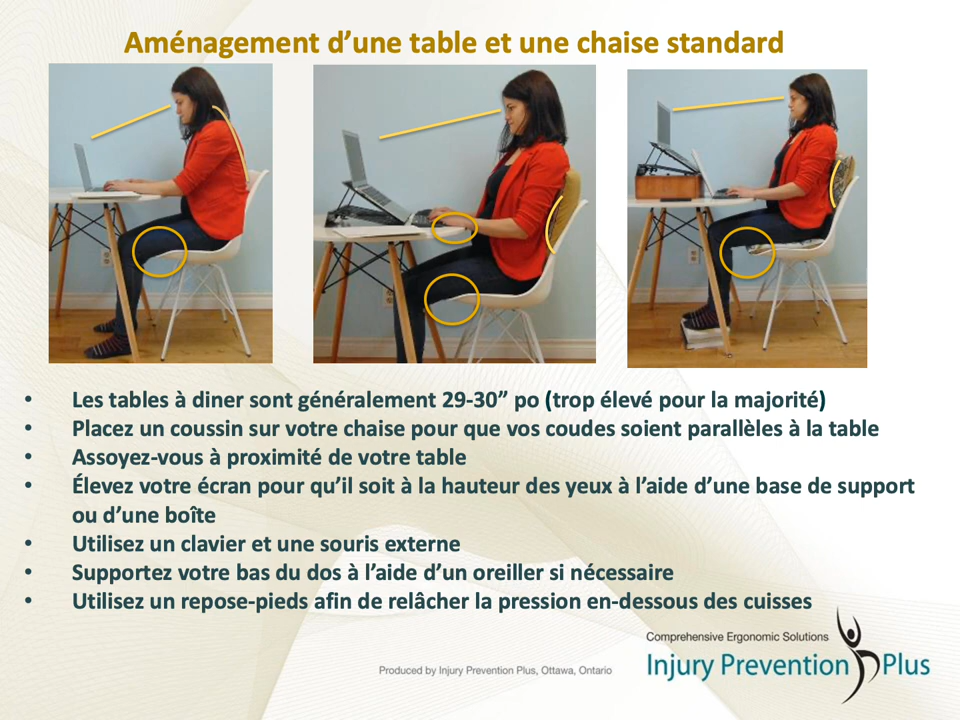 Aménagement d’une table et une chaise standard
• Les tables à diner sont généralement 29-30” po (trop élevé pour la majorité)
• Placez un coussin sur votre chaise pour que vos coudes soient parallèles à la table
• Assoyez-vous à proximité de votre table
• Élevez votre écran pour qu’il soit à la hauteur des yeux à l’aide d’une base de support
ou d’une boîte
• Utilisez un clavier et une souris externe
• Supportez votre bas du dos à l’aide d’un oreiller si nécessaire
• Utilisez un repose-pieds afin de relâcher la pression en-dessous des cuisses
Comprehensive Ergonomic Solutions
Injury Prevention Plus
Produced by Injury Prevention Plus, Ottawa, Ontario